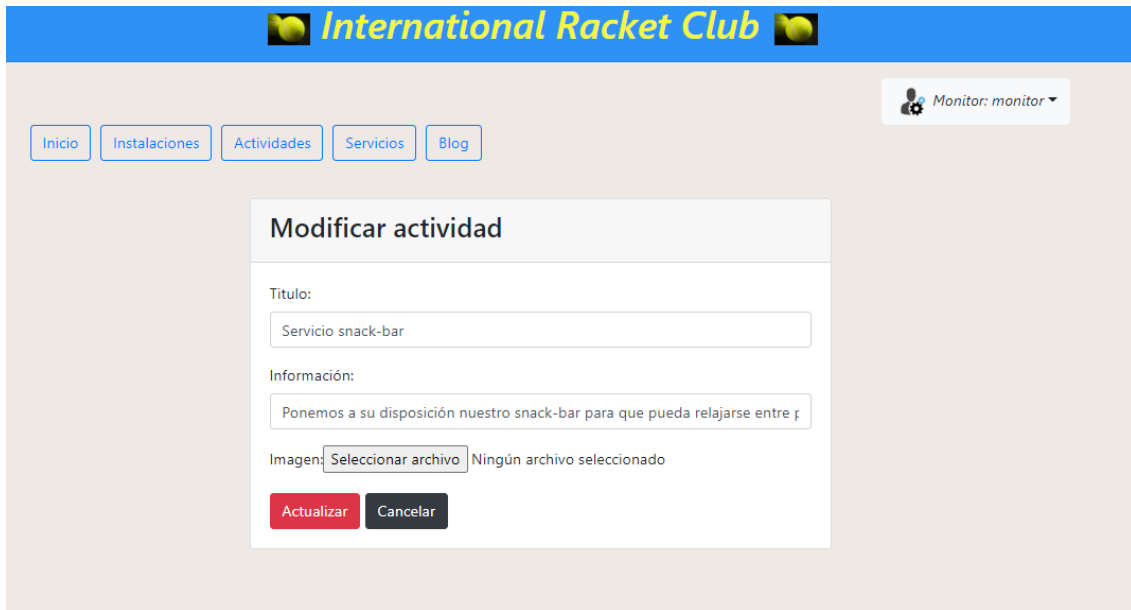 International Racket Club
Monitor: monitor
Inicio Instalaciones Actividades Servicios Blog
Modificar actividad
Titulo:
Servicio snack-bar
Información:
Ponemos a su disposición nuestro snack-bar para que pueda relajarse entre
Imagen: Seleccionar archivo Ningún archivo seleccionado
Actualizar Cancelar